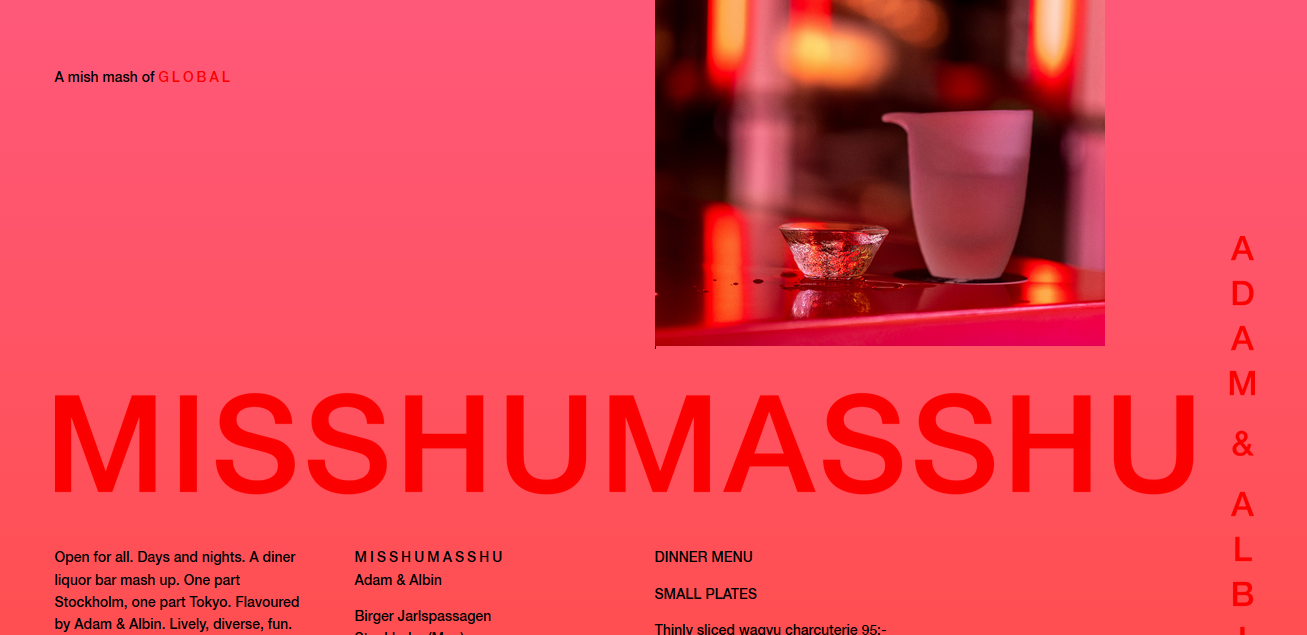 A mish mash of GLOBAL
MISSHUMASSHU
Open for all. Days and nights. A diner
liquor bar mash up. One part
Stockholm, one part Tokyo. Flavoured
by Adam & Albin. Lively, diverse, fun.
MISSHUMASSHU
Adam & Albin
Birger Jarlspassagen
DINNER MENU
SMALL PLATES
Thinly sliced wagyu charcuterie 95:-
ADAM & ALB